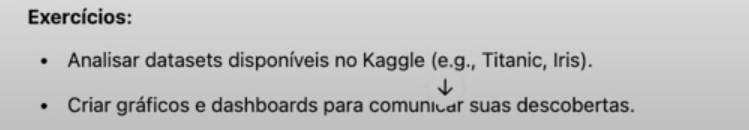 Exercícios:
• Analisar datasets disponíveis no Kaggle (e.g., Titanic, Iris).
• Criar gráficos e dashboards para comunicar suas descobertas.